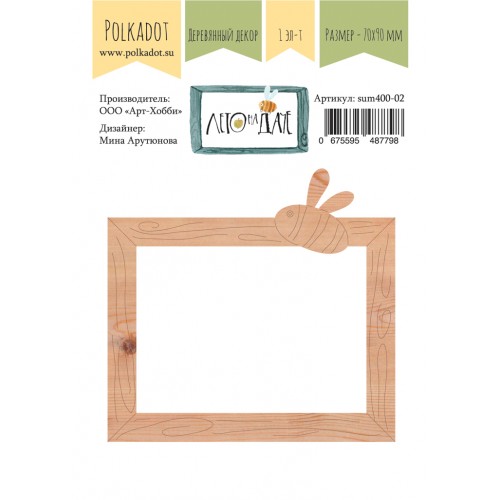 Polkadot
www.polkadot.su
Деревянный декор
1 эл-т
Размер - 70х90 мм
Производитель:
ООО «Арт-Хобби»
Дизайнер:
Мина Арутюнова
Лето на даче
Артикул: sum400-02
0 675595 487798